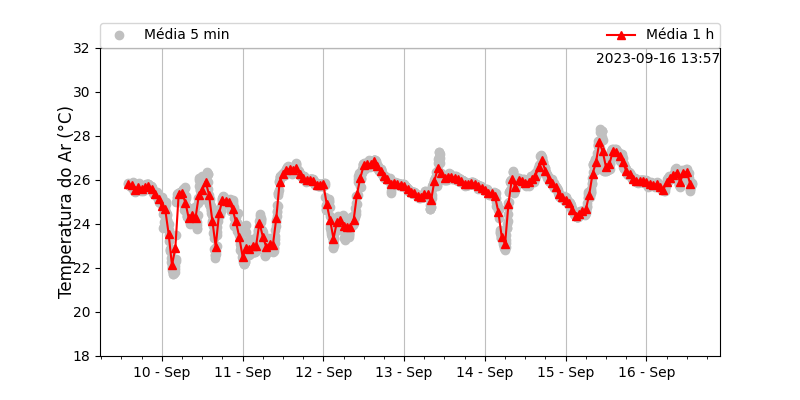 Média 5 min
Média 1 h
2023-09-16 13:57
Temperatura do Ar (°C)
32
30
28
26
24
22
20
18
10 - Sep
11 - Sep
12 - Sep
13 - Sep
14 - Sep
15 - Sep
16 - Sep